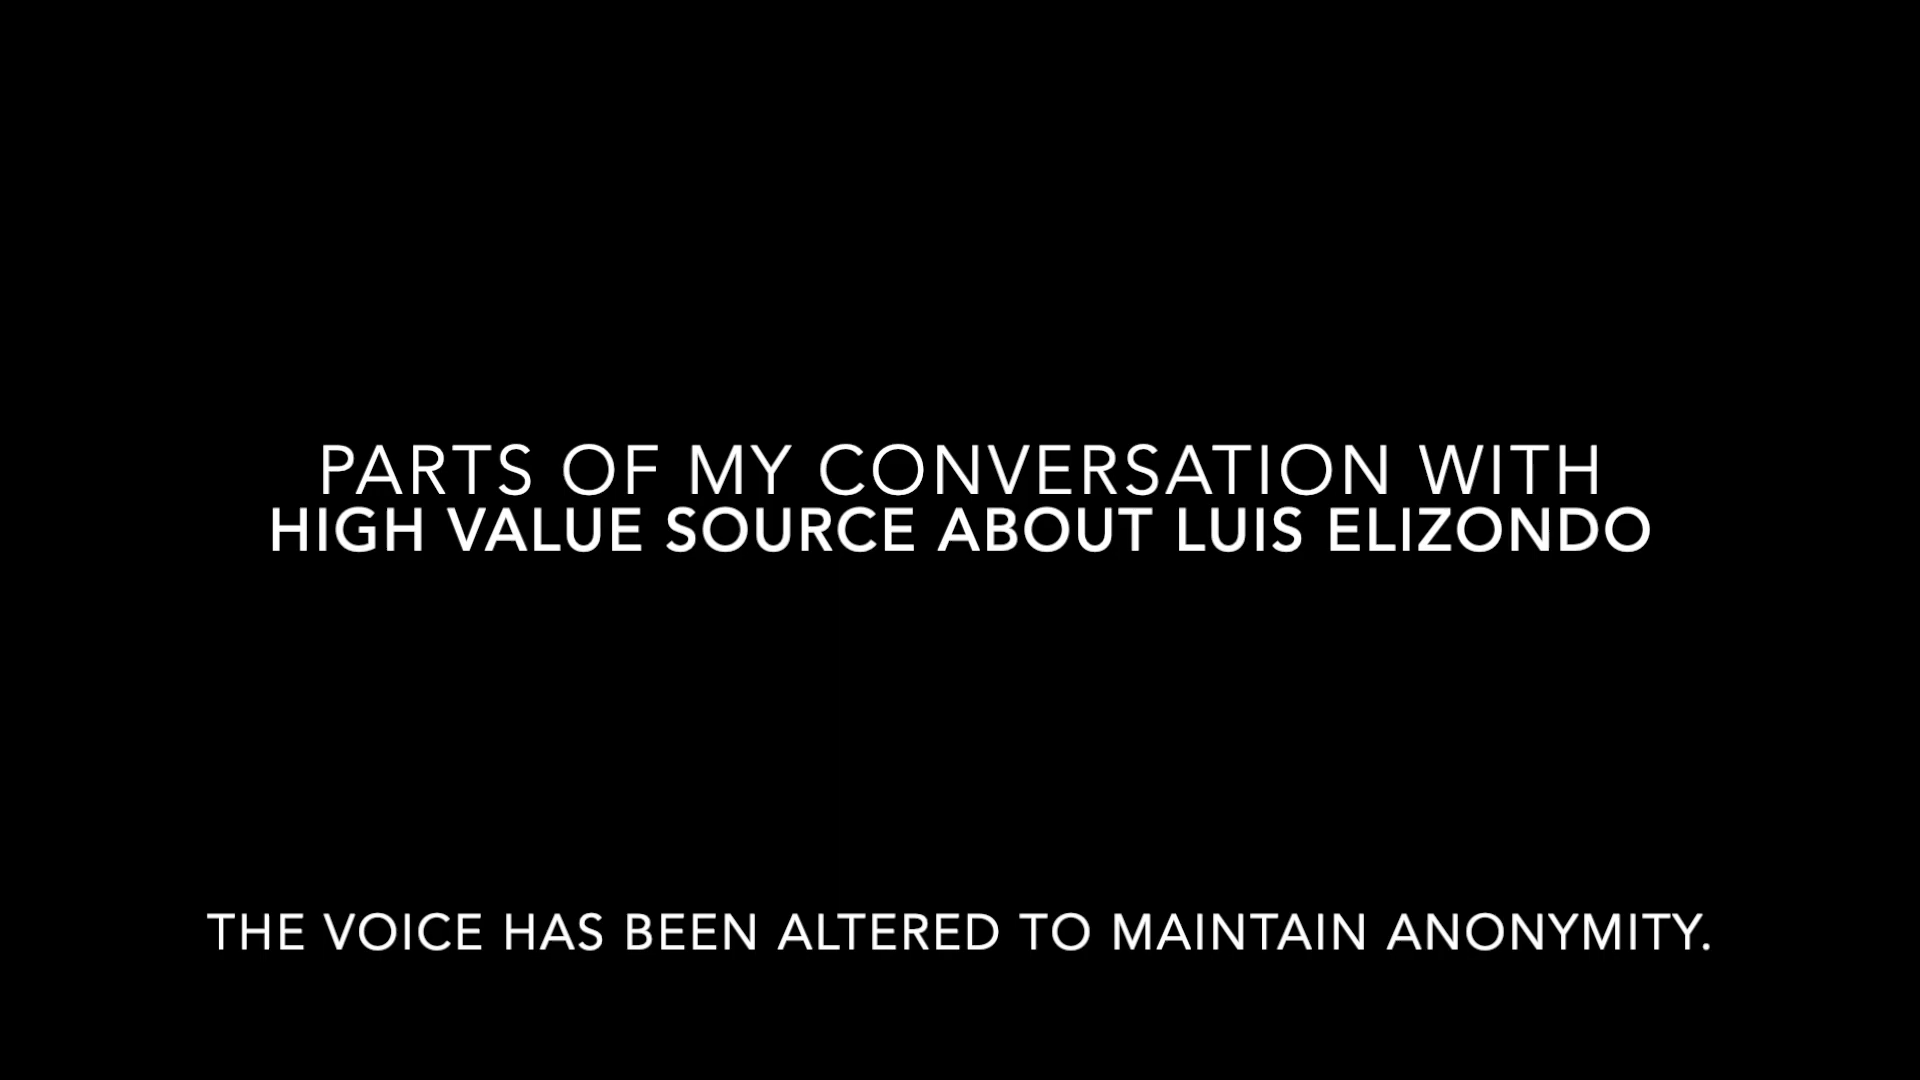 PARTS OF MY CONVERSATION WITH
HIGH VALUE SOURCE ABOUT LUIS ELIZONDO
THE VOICE HAS BEEN ALTERED TO MAINTAIN ANONYMITY.